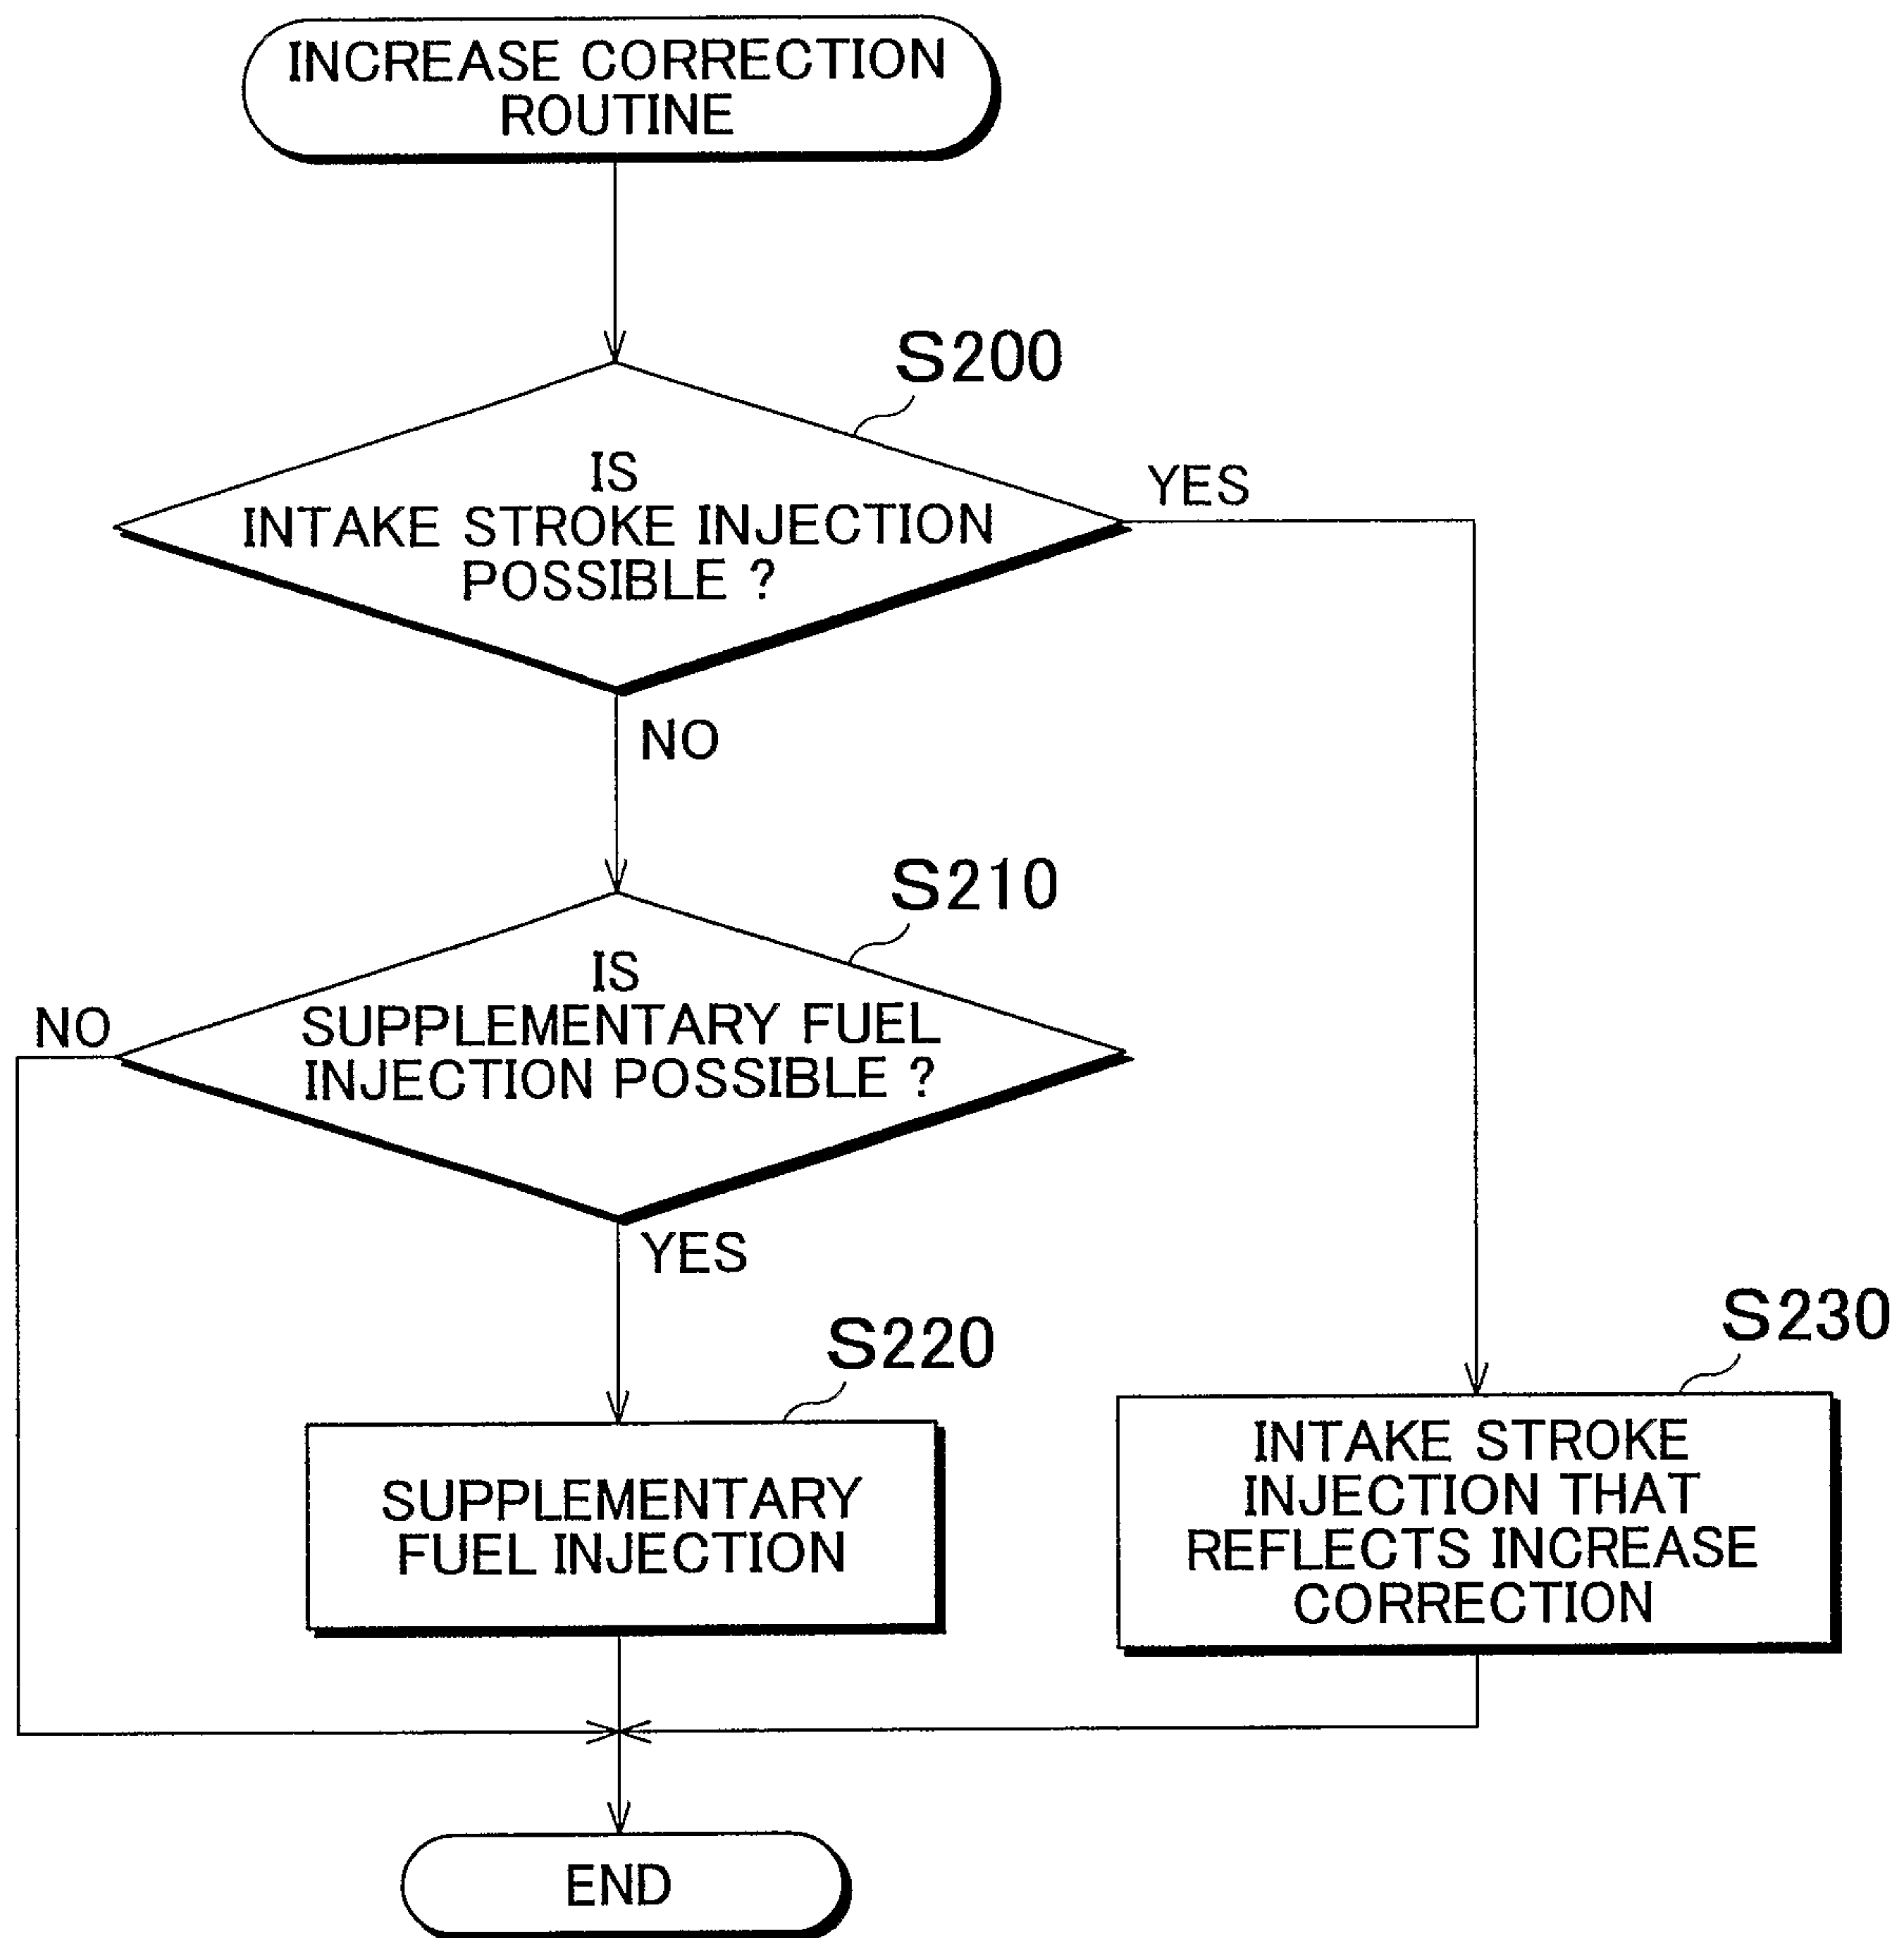 INCREASE CORRECTION
ROUTINE
S200
IS
INTAKE STROKE INJECTION
POSSIBLE ?
YES
NO
S210
IS
SUPPLEMENTARY FUEL
INJECTION POSSIBLE ?
NO
YES
S220
SUPPLEMENTARY
FUEL INJECTION
S230
INTAKE STROKE
INJECTION THAT
REFLECTS INCREASE
CORRECTION
END